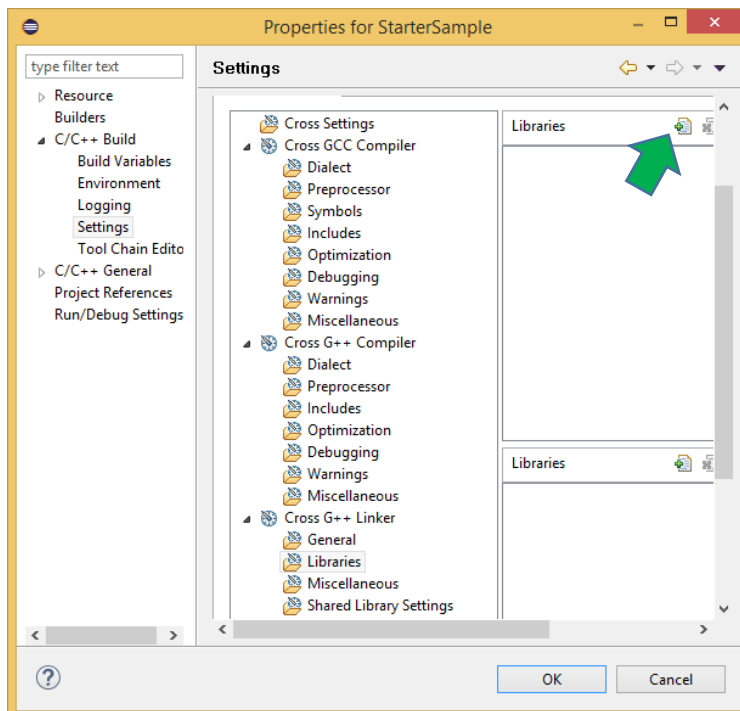 Properties for StarterSample
type filter text
Resource
Builders
C/C++ Build
Build Variables
Environment
Logging
Settings
Tool Chain Edito
C/C++ General
Project References
Run/Debug Settings
Settings
Cross Settings
Cross GCC Compiler
Dialect
Preprocessor
Symbols
Includes
Optimization
Debugging
Warnings
Miscellaneous
Cross G++ Compiler
Dialect
Preprocessor
Includes
Optimization
Debugging
Warnings
Miscellaneous
Cross G++ Linker
General
Libraries
Miscellaneous
Shared Library Settings
Libraries
Libraries
OK
Cancel